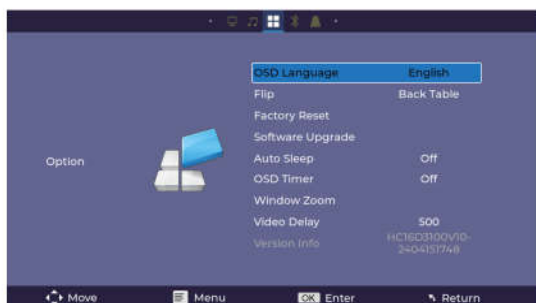 OSD Language English
Flip Back Table
Factory Reset
Software Upgrade
Option
Auto Sleep Off
OSD Timer Off
Window Zoom
Video Delay 500
Version Info HC16D3100V10-
2404151748
Move Menu OK Enter Return